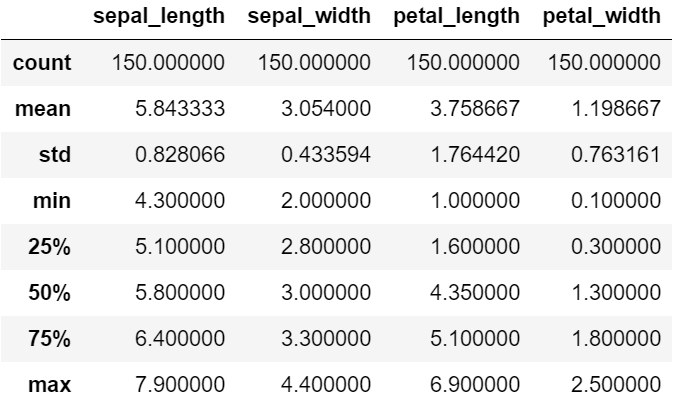 sepal_length sepal_width petal_length petal_width
count 150.000000 150.000000 150.000000 150.000000
mean 5.843333 3.054000 3.758667 1.198667
std 0.828066 0.433594 1.764420 0.763161
min 4.300000 2.000000 1.000000 0.100000
25% 5.100000 2.800000 1.600000 0.300000
50% 5.800000 3.000000 4.350000 1.300000
75% 6.400000 3.300000 5.100000 1.800000
max 7.900000 4.400000 6.900000 2.500000